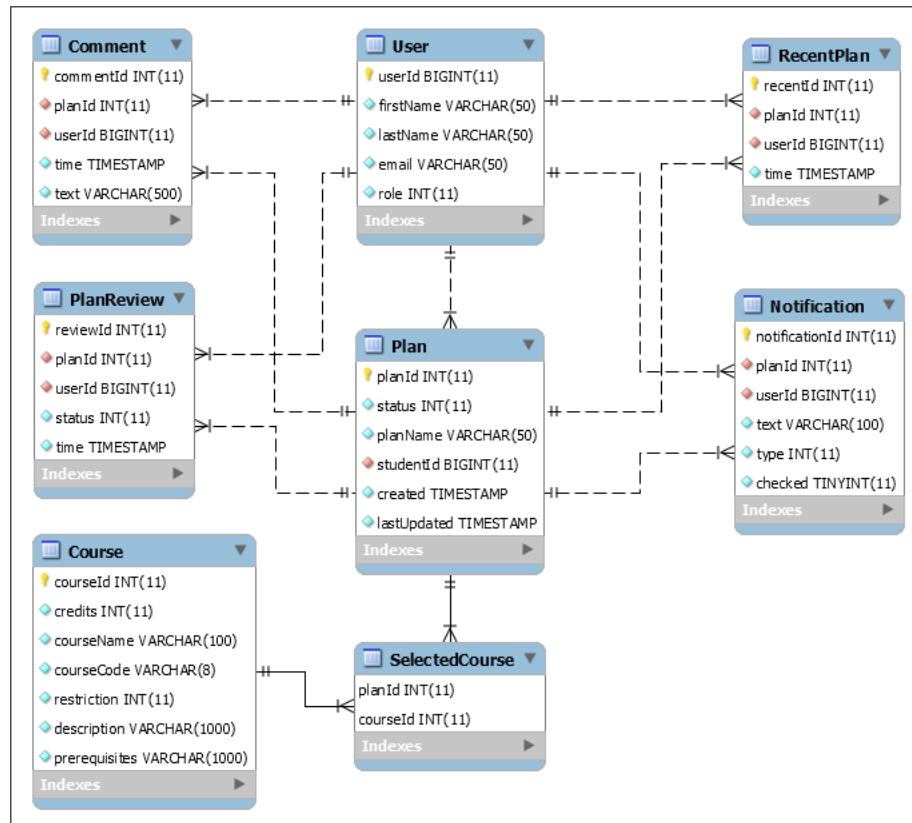 Comment
commentId INT(11)
planId INT(11)
userId BIGINT(11)
time TIMESTAMP
text VARCHAR(500)
Indexes
User
userId BIGINT(11)
firstName VARCHAR(50)
lastName VARCHAR(50)
email VARCHAR(50)
role INT(11)
Indexes
RecentPlan
recentId INT(11)
planId INT(11)
userId BIGINT(11)
time TIMESTAMP
Indexes
PlanReview
reviewId INT(11)
planId INT(11)
userId BIGINT(11)
status INT(11)
time TIMESTAMP
Indexes
Plan
planId INT(11)
status INT(11)
planName VARCHAR(50)
studentId BIGINT(11)
created TIMESTAMP
lastUpdated TIMESTAMP
Indexes
Notification
notificationId INT(11)
planId INT(11)
userId BIGINT(11)
text VARCHAR(100)
type INT(11)
checked TINYINT(11)
Indexes
Course
courseId INT(11)
credits INT(11)
courseName VARCHAR(100)
courseCode VARCHAR(8)
restriction INT(11)
description VARCHAR(1000)
prerequisites VARCHAR(1000)
Indexes
SelectedCourse
planId INT(11)
courseId INT(11)
Indexes